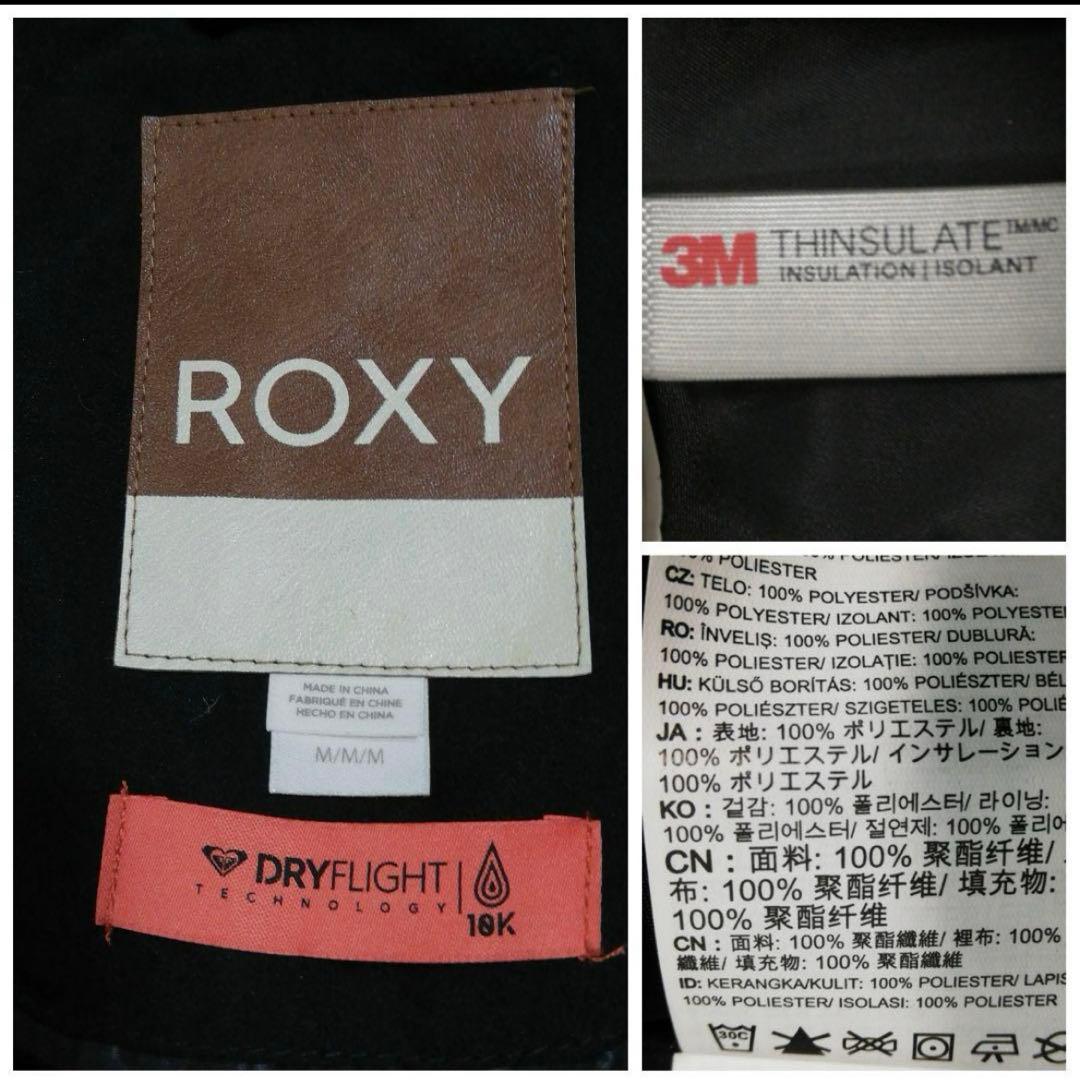 ROXY
MADE IN CHINA
FABRIQUÉ EN CHINE
HECHO EN CHINA
M/M/M
DRYFLIGHT
TECHNOLOGY
10K
3M THINSULATE™/MC
INSULATION | ISOLANT
100% POLIESTER
CZ: TELO: 100% POLYESTER/ PODŠÍVKA:
100% POLYESTER/ IZOLANT: 100% POLYESTE
RO: ÎNVELIȘ: 100% POLIESTER/ DUBLURĂ:
100% POLIESTER/ IZOLAȚIE: 100% POLIESTER
HU: KÜLSŐ BORÍTÁS: 100% POLIÉSZTER/ BÉL
100% POLIÉSZTER/ SZIGETELES: 100% POLIÉ
JA : 表地: 100% ポリエステル/ 裏地:
100% ポリエステル/ インサレーション
100% ポリエステル
KO : 겉감: 100% 폴리에스터/ 라이닝:
100% 폴리에스터/ 절연제: 100% 폴리에
CN : 面料: 100% 聚酯纤维/
布: 100% 聚酯纤维/ 填充物:
100% 聚酯纤维
CN : 面料: 100% 聚酯纖維/ 裡布: 100%
纖維/ 填充物: 100% 聚酯纖維
ID: KERANGKA/KULIT: 100% POLIESTER/ LAPIS
100% POLIESTER/ ISOLASI: 100% POLIESTER
30C